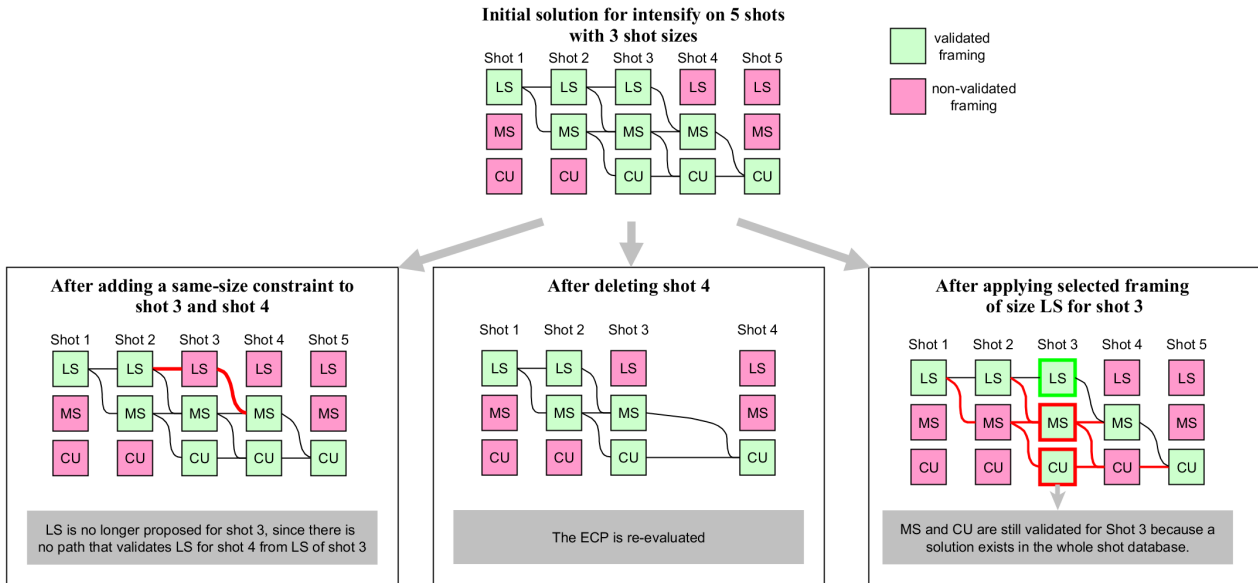 Initial solution for intensify on 5 shots
with 3 shot sizes
validated
framing
non-validated
framing
Shot 1 Shot 2 Shot 3 Shot 4 Shot 5
LS LS LS LS LS
MS MS MS MS MS
CU CU CU CU CU
After adding a same-size constraint to
shot 3 and shot 4
Shot 1 Shot 2 Shot 3 Shot 4 Shot 5
LS LS LS LS LS
MS MS MS MS MS
CU CU CU CU CU
LS is no longer proposed for shot 3, since there is
no path that validates LS for shot 4 from LS of shot 3
After deleting shot 4
Shot 1 Shot 2 Shot 3 Shot 4
LS LS LS LS
MS MS MS MS
CU CU CU CU
The ECP is re-evaluated
After applying selected framing
of size LS for shot 3
Shot 1 Shot 2 Shot 3 Shot 4 Shot 5
LS LS LS LS LS
MS MS MS MS MS
CU CU CU CU CU
MS and CU are still validated for Shot 3 because a
solution exists in the whole shot database.